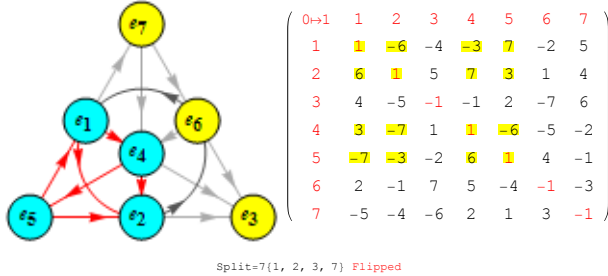 e7
e1
e6
e4
e5
e2
e3
0↦1 1 2 3 4 5 6 7
1 1 −6 −4 −3 7 −2 5
2 6 1 5 7 3 1 4
3 4 −5 −1 −1 2 −7 6
4 3 −7 1 1 −6 −5 −2
5 −7 −3 −2 6 1 4 −1
6 2 −1 7 5 −4 −1 −3
7 −5 −4 −6 2 1 3 −1
Split=7{1, 2, 3, 7} Flipped